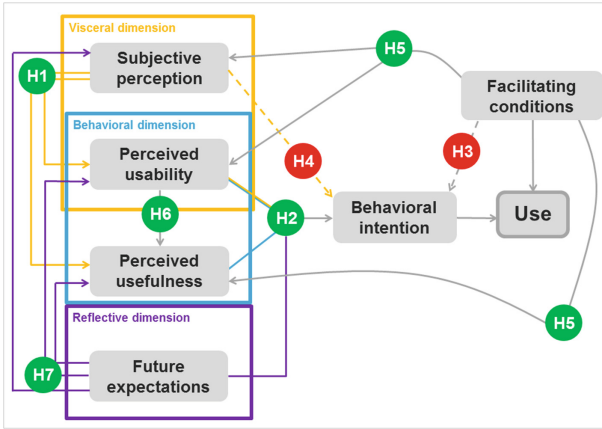 Visceral dimension
Subjective
perception
H1
H5
Facilitating
conditions
Behavioral dimension
Perceived
usability
H4
H3
H6
H2
Behavioral
intention
Use
Perceived
usefulness
H5
Reflective dimension
Future
expectations
H7